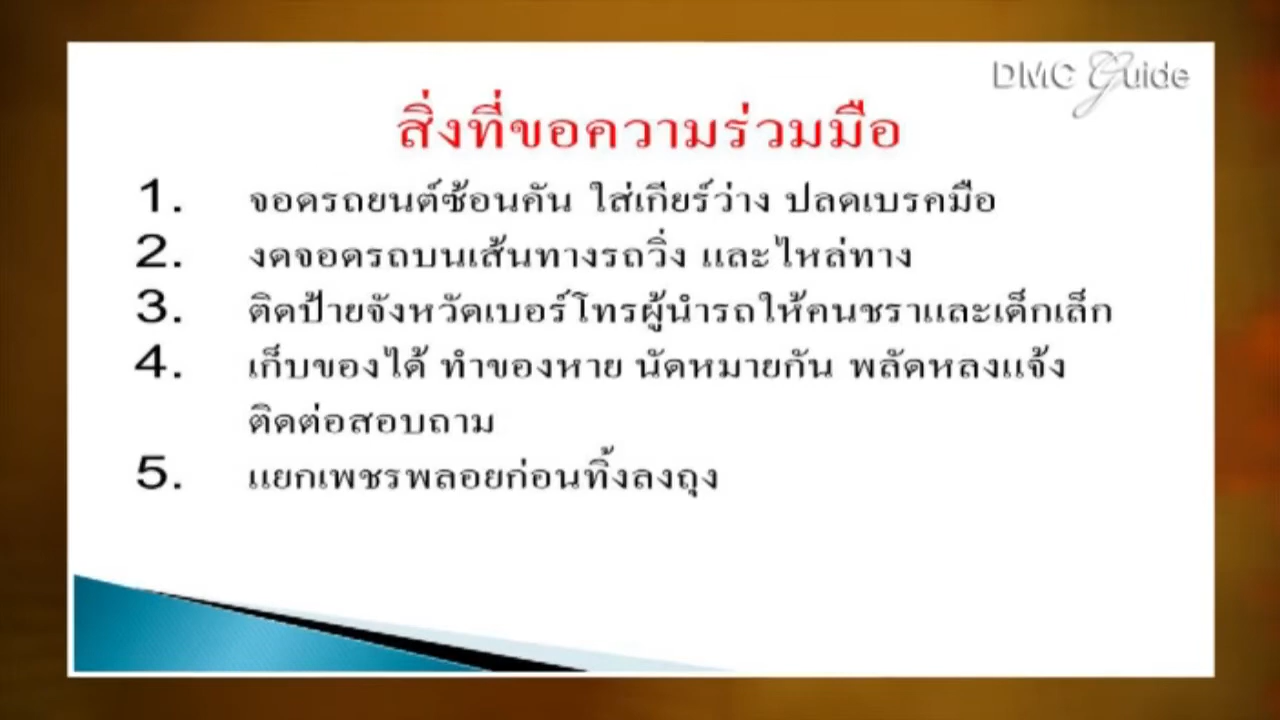 DMC Guide
สิ่งที่ขอความร่วมมือ
1. จอดรถยนต์ซ้อนคัน ใส่เกียร์ว่าง ปลดเบรคมือ
2. งดจอดรถบนเส้นทางรถวิ่ง และไหล่ทาง
3. ติดป้ายจังหวัดเบอร์โทรผู้นำรถให้คนชราและเด็กเล็ก
4. เก็บของได้ ทำของหาย นัดหมายกัน พลัดหลงแจ้ง
ติดต่อสอบถาม
5. แยกเพชรพลอยก่อนทิ้งลงถุง